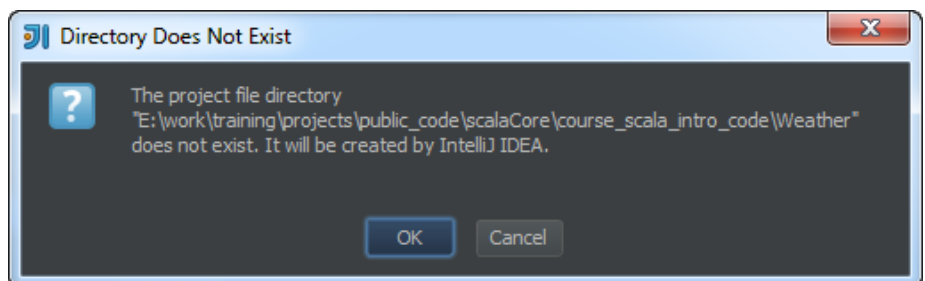 Directory Does Not Exist
The project file directory
"E:\work\training\projects\public_code\scalaCore\course_scala_intro_code\Weather"
does not exist. It will be created by IntelliJ IDEA.
OK Cancel